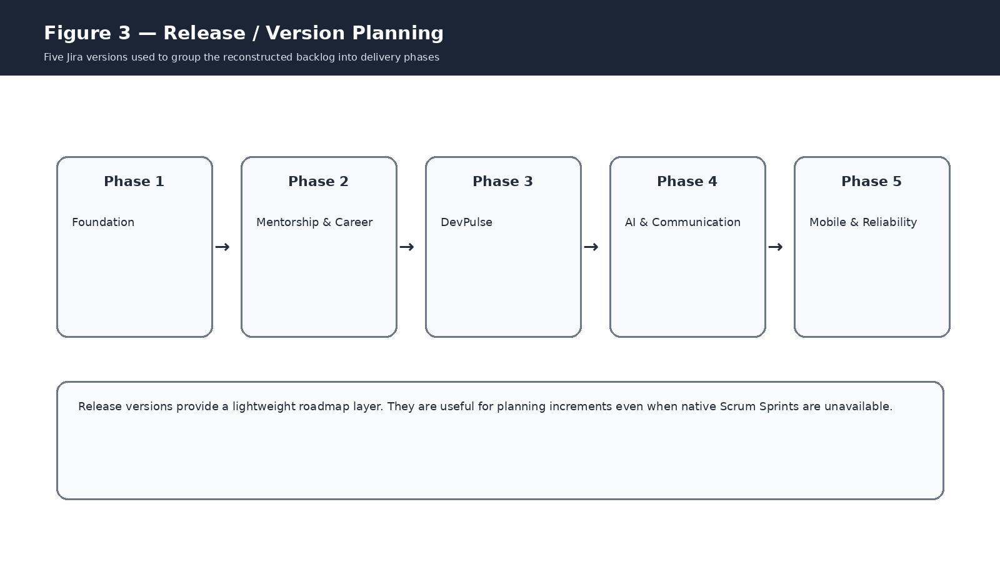 Figure 3 — Release / Version Planning
Five Jira versions used to group the reconstructed backlog into delivery phases
Phase 1
Foundation
→
Phase 2
Mentorship & Career
→
Phase 3
DevPulse
→
Phase 4
AI & Communication
→
Phase 5
Mobile & Reliability
Release versions provide a lightweight roadmap layer. They are useful for planning increments even when native Scrum Sprints are unavailable.